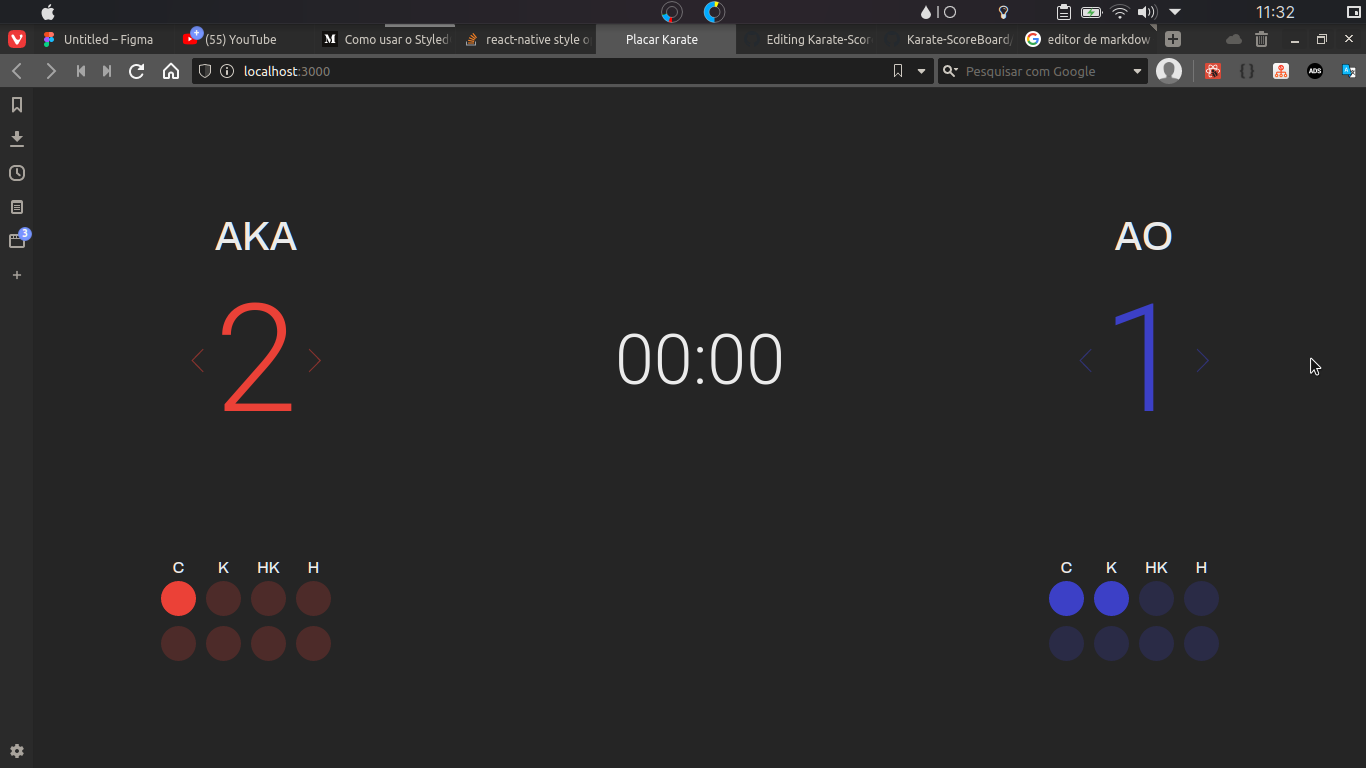 11:32
Untitled – Figma
(55) YouTube
Como usar o Styled
react-native style o
Placar Karate
Editing Karate-Scor
Karate-ScoreBoard/
editor de markdow
localhost:3000
Pesquisar com Google
ADS
3
AKA
AO
2
00:00
1
C K HK H
C K HK H